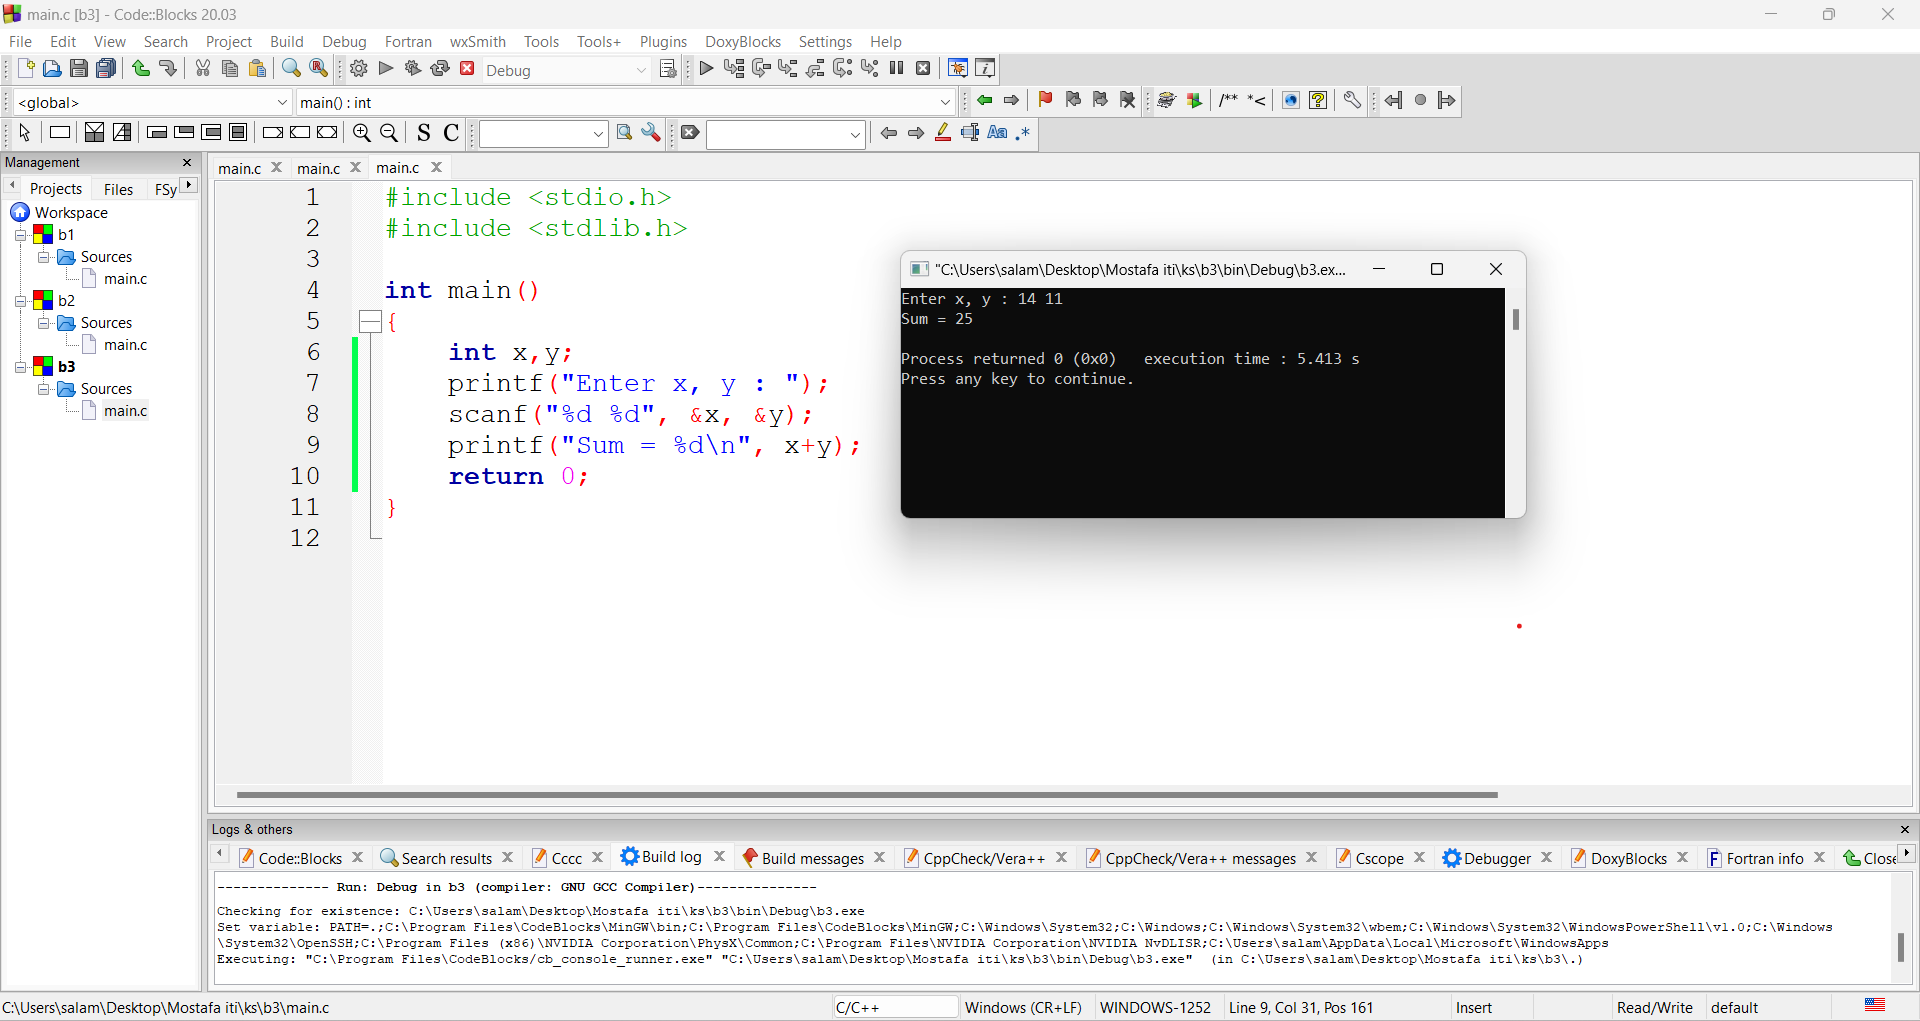 main.c [b3] - Code::Blocks 20.03
File Edit View Search Project Build Debug Fortran wxSmith Tools Tools+ Plugins DoxyBlocks Settings Help
Debug
<global> main() : int
/** *<
S C Aa .*
Management
Projects Files FSy
Workspace
b1
Sources
main.c
b2
Sources
main.c
b3
Sources
main.c
main.c main.c main.c
1 #include <stdio.h>
2 #include <stdlib.h>
3
4 int main()
5 {
6 int x,y;
7 printf("Enter x, y : ");
8 scanf("%d %d", &x, &y);
9 printf("Sum = %d\n", x+y);
10 return 0;
11 }
12
"C:\Users\salam\Desktop\Mostafa iti\ks\b3\bin\Debug\b3.ex...
Enter x, y : 14 11
Sum = 25
Process returned 0 (0x0) execution time : 5.413 s
Press any key to continue.
Logs & others
Code::Blocks Search results Cccc Build log Build messages CppCheck/Vera++ CppCheck/Vera++ messages Cscope Debugger DoxyBlocks Fortran info Close
-------------- Run: Debug in b3 (compiler: GNU GCC Compiler)---------------
Checking for existence: C:\Users\salam\Desktop\Mostafa iti\ks\b3\bin\Debug\b3.exe
Set variable: PATH=.;C:\Program Files\CodeBlocks\MinGW\bin;C:\Program Files\CodeBlocks\MinGW;C:\Windows\System32;C:\Windows;C:\Windows\System32\wbem;C:\Windows\System32\WindowsPowerShell\v1.0;C:\Windows
\System32\OpenSSH;C:\Program Files (x86)\NVIDIA Corporation\PhysX\Common;C:\Program Files\NVIDIA Corporation\NVIDIA NvDLISR;C:\Users\salam\AppData\Local\Microsoft\WindowsApps
Executing: "C:\Program Files\CodeBlocks/cb_console_runner.exe" "C:\Users\salam\Desktop\Mostafa iti\ks\b3\bin\Debug\b3.exe" (in C:\Users\salam\Desktop\Mostafa iti\ks\b3\.)
C:\Users\salam\Desktop\Mostafa iti\ks\b3\main.c C/C++ Windows (CR+LF) WINDOWS-1252 Line 9, Col 31, Pos 161 Insert Read/Write default